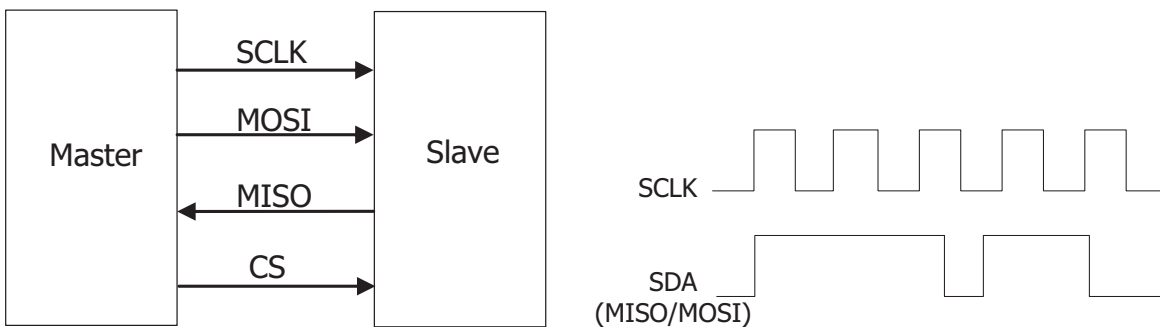 SCLK
MOSI
Master
Slave
MISO
CS
SCLK
SDA
(MISO/MOSI)